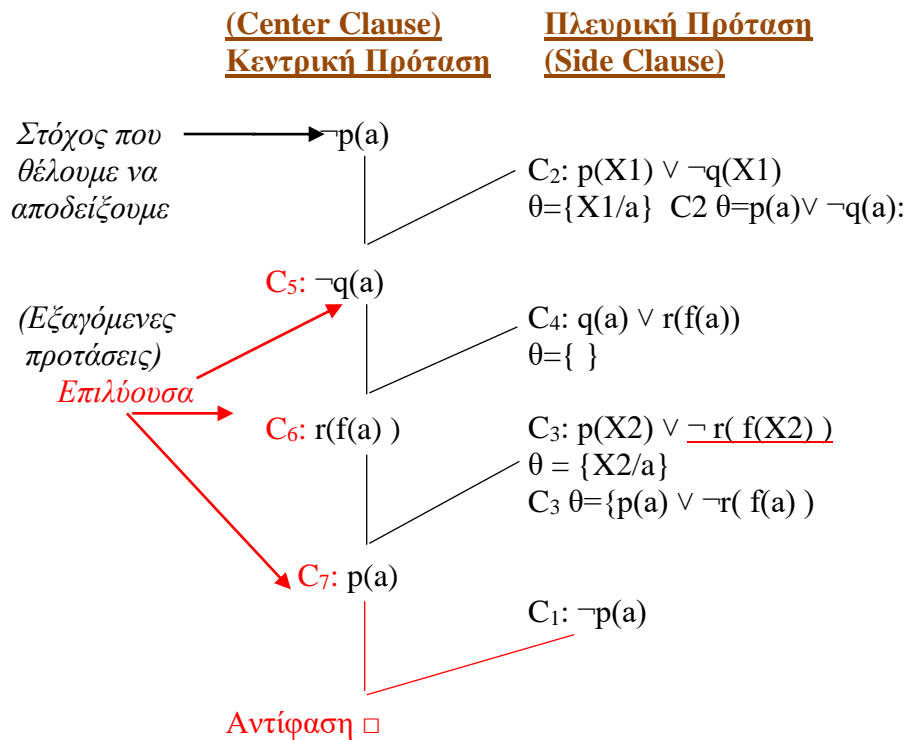 (Center Clause)
Κεντρική Πρόταση
Πλευρική Πρόταση
(Side Clause)
Στόχος που
θέλουμε να
αποδείξουμε
¬p(a)
C₂: p(X1) ∨ ¬q(X1)
θ={X1/a} C2 θ=p(a)∨ ¬q(a):
C₅: ¬q(a)
(Εξαγόμενες
προτάσεις)
Επιλύουσα
C₄: q(a) ∨ r(f(a))
θ={ }
C₆: r(f(a) )
C₃: p(X2) ∨ ¬ r( f(X2) )
θ = {X2/a}
C₃ θ={p(a) ∨ ¬r( f(a) )
C₇: p(a)
C₁: ¬p(a)
Αντίφαση □